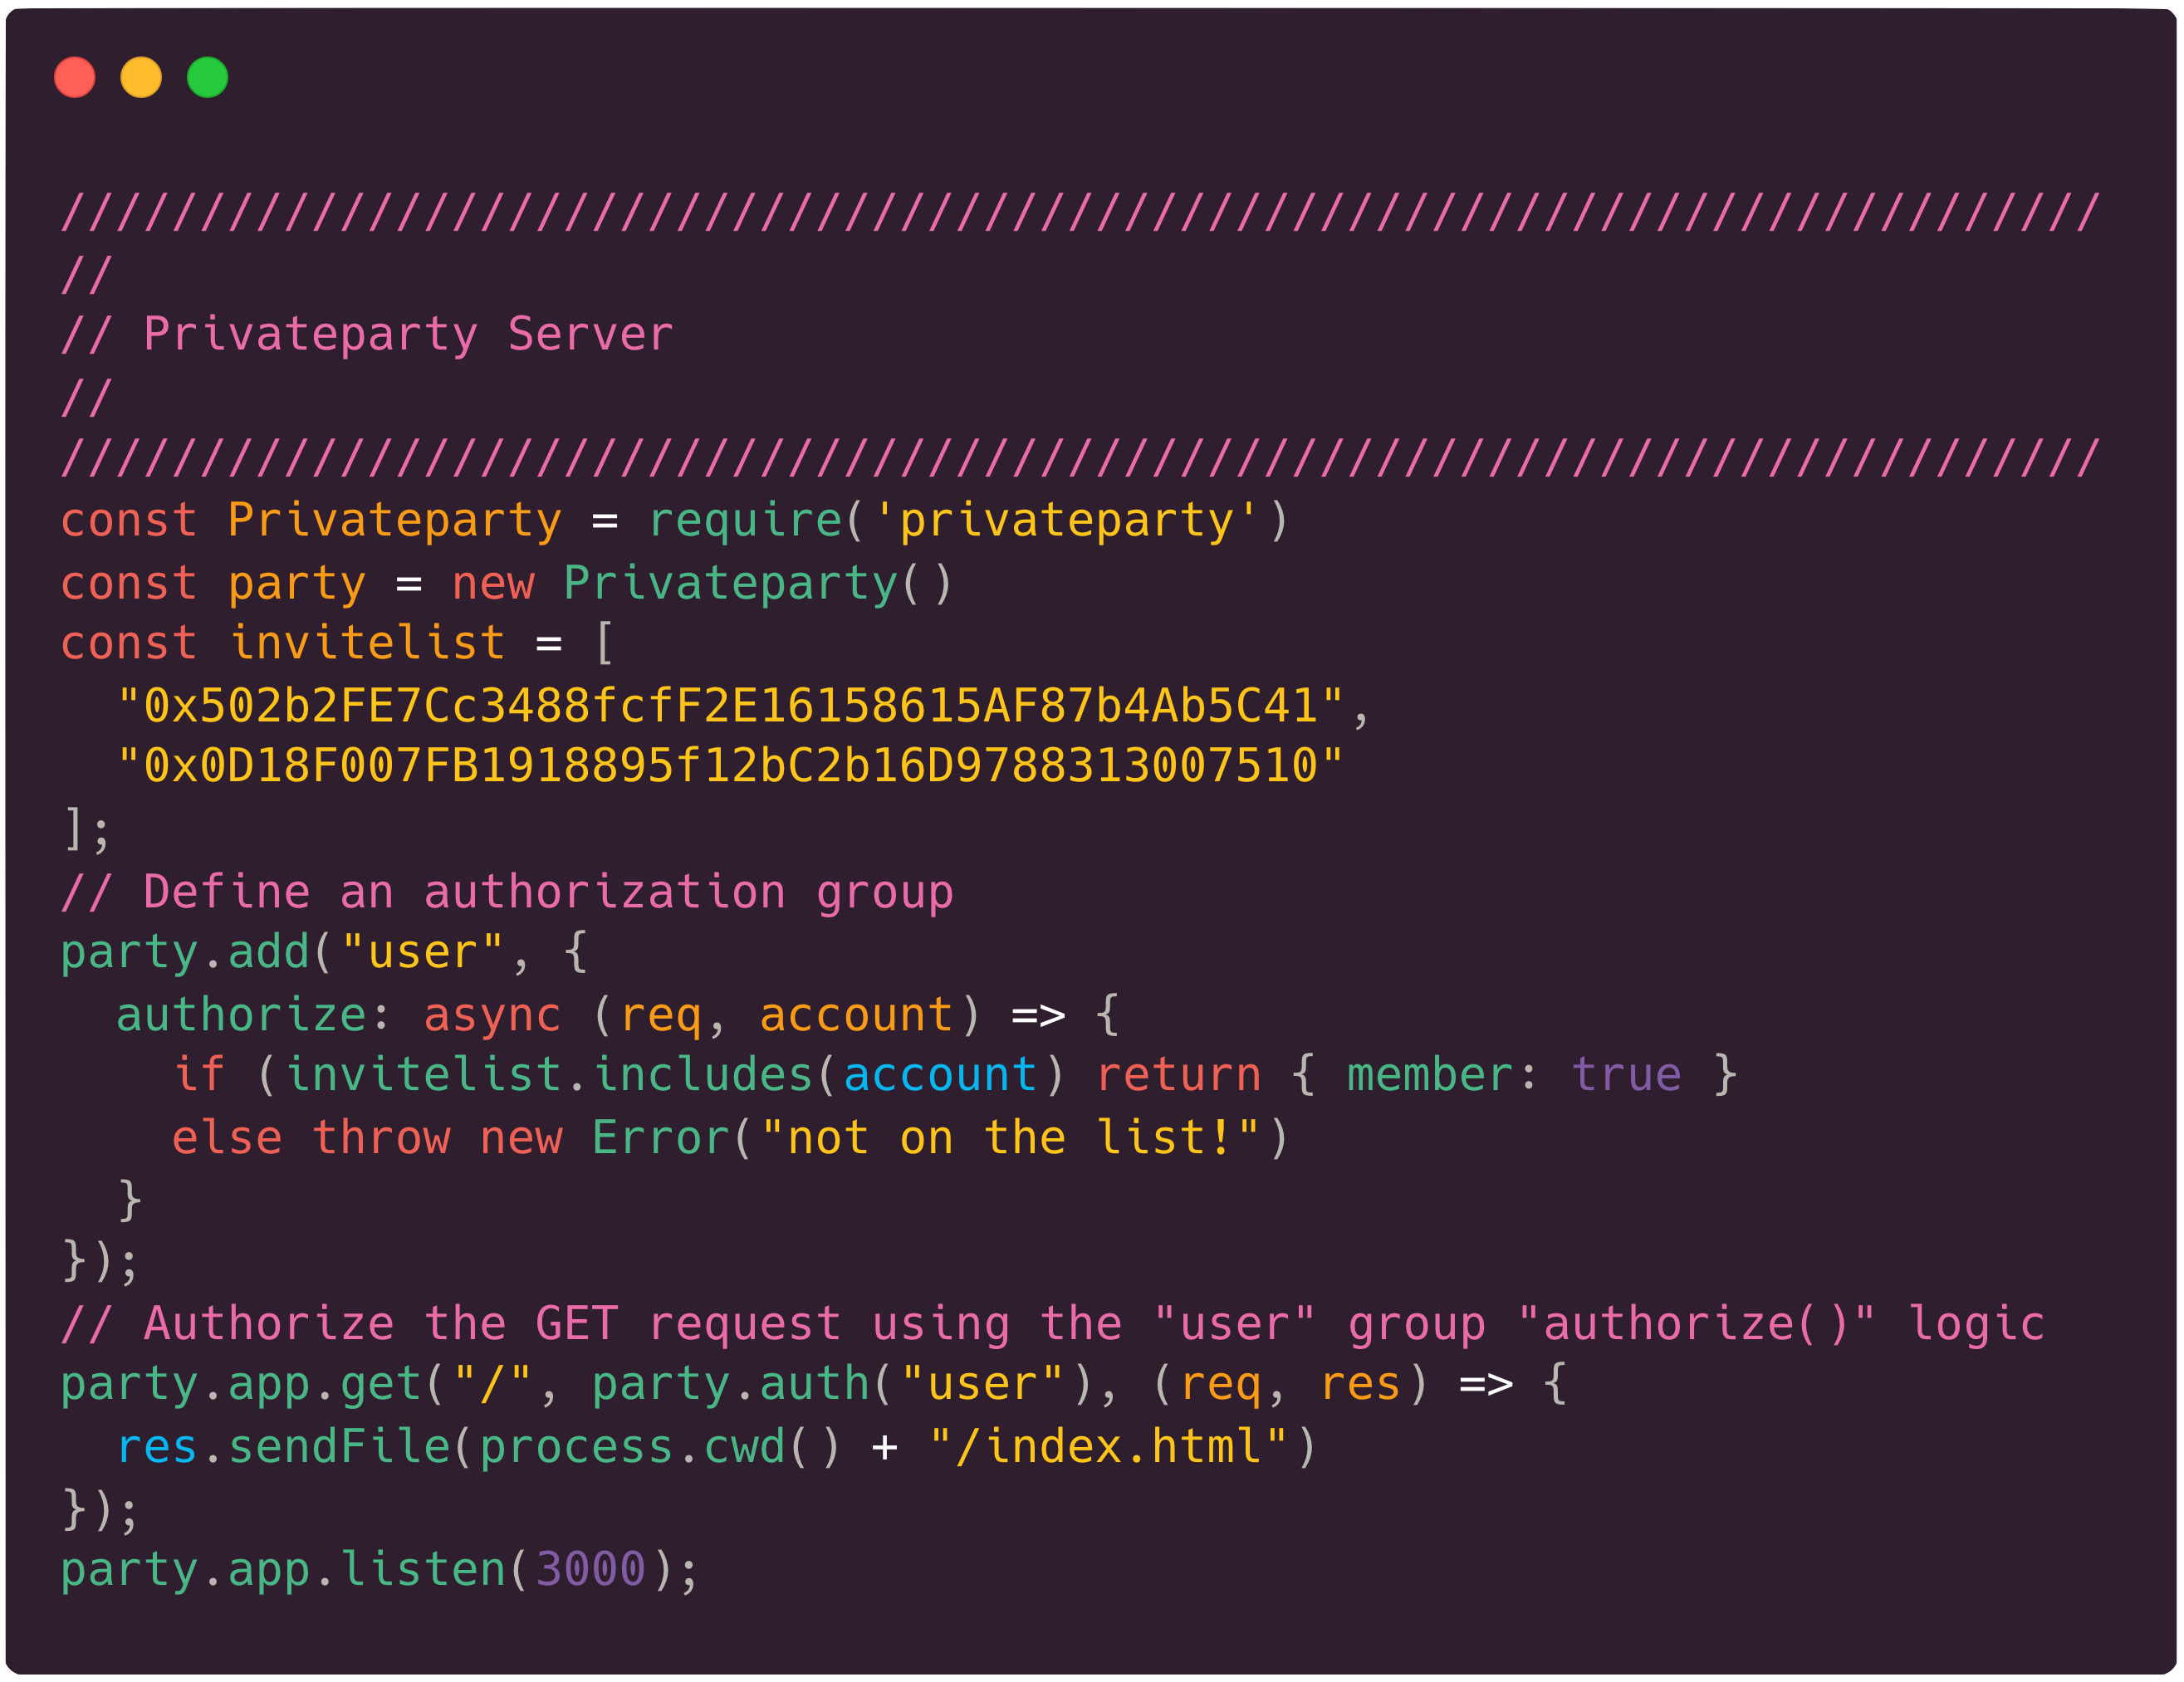 //////////////////////////////////////////////////////////////////////////
//
// Privateparty Server
//
//////////////////////////////////////////////////////////////////////////
const Privateparty = require('privateparty')
const party = new Privateparty()
const invitelist = [
  "0x502b2FE7Cc3488fcfF2E16158615AF87b4Ab5C41",
  "0x0D18F007FB1918895f12bC2b16D9788313007510"
];
// Define an authorization group
party.add("user", {
  authorize: async (req, account) => {
    if (invitelist.includes(account) return { member: true }
    else throw new Error("not on the list!")
  }
});
// Authorize the GET request using the "user" group "authorize()" logic
party.app.get("/", party.auth("user"), (req, res) => {
  res.sendFile(process.cwd() + "/index.html")
});
party.app.listen(3000);